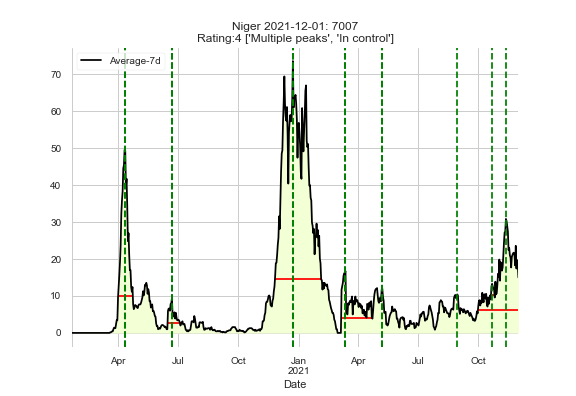 Niger 2021-12-01: 7007
Rating:4 ['Multiple peaks', 'In control']
Average-7d
70
60
50
40
30
20
10
0
Apr Jul Oct Jan Apr Jul Oct
2021
Date